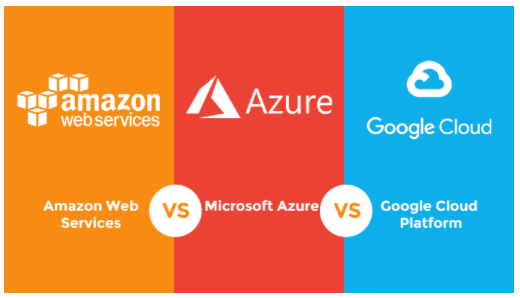 amazon
webservices
Azure
Google Cloud
Amazon Web
Services
VS
Microsoft Azure
VS
Google Cloud
Platform